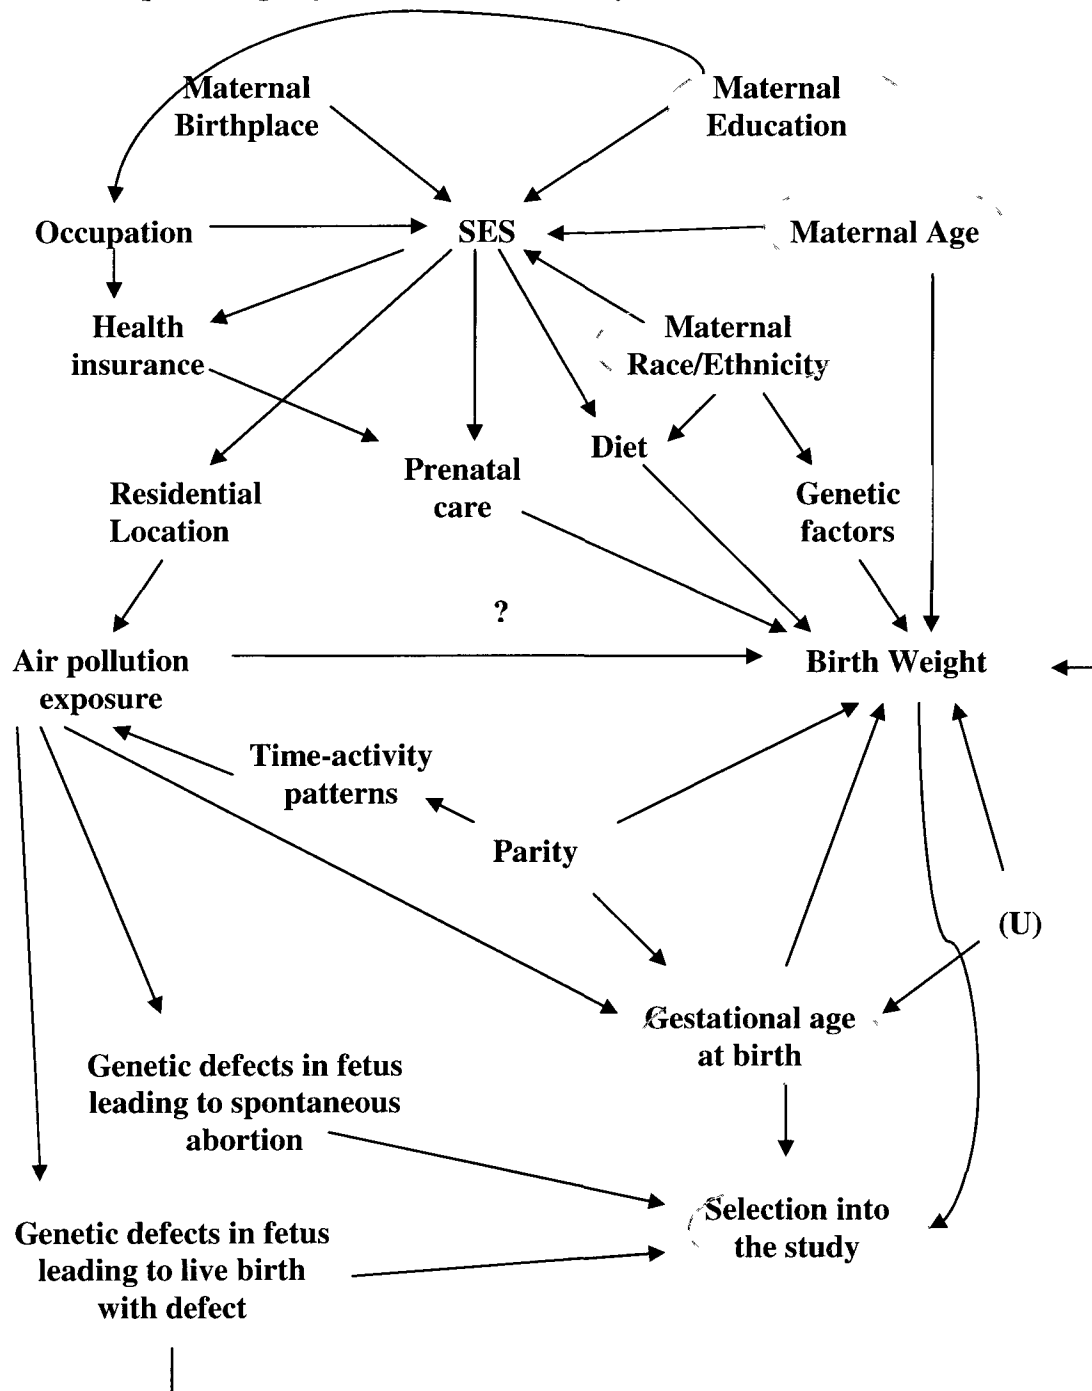 Maternal
Birthplace
Maternal
Education
Occupation
SES
Maternal Age
Health
insurance
Maternal
Race/Ethnicity
Diet
Prenatal
care
Residential
Location
Genetic
factors
?
Air pollution
exposure
Birth Weight
Time-activity
patterns
Parity
(U)
Gestational age
at birth
Genetic defects in fetus
leading to spontaneous
abortion
Selection into
the study
Genetic defects in fetus
leading to live birth
with defect